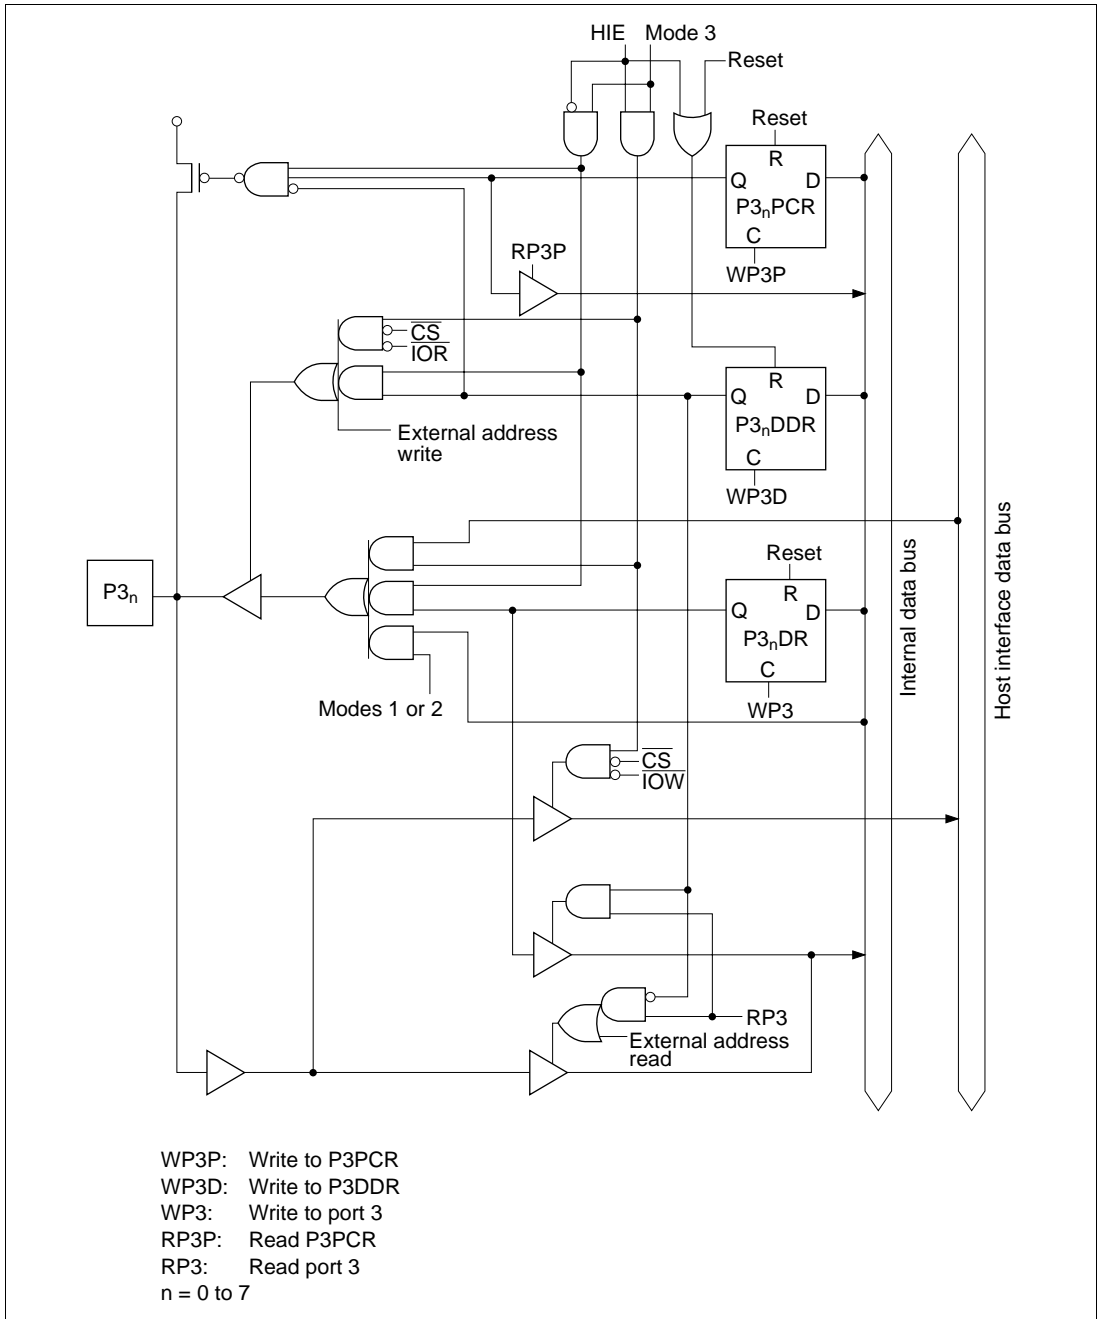 HIE Mode 3
Reset
Reset
R
Q D
P3nPCR
C
WP3P
RP3P
CS
IOR
R
Q D
P3nDDR
C
WP3D
External address
write
Reset
R
Q D
P3nDR
C
WP3
P3n
Modes 1 or 2
Internal data bus
Host interface data bus
CS
IOW
RP3
External address
read
WP3P: Write to P3PCR
WP3D: Write to P3DDR
WP3: Write to port 3
RP3P: Read P3PCR
RP3: Read port 3
n = 0 to 7